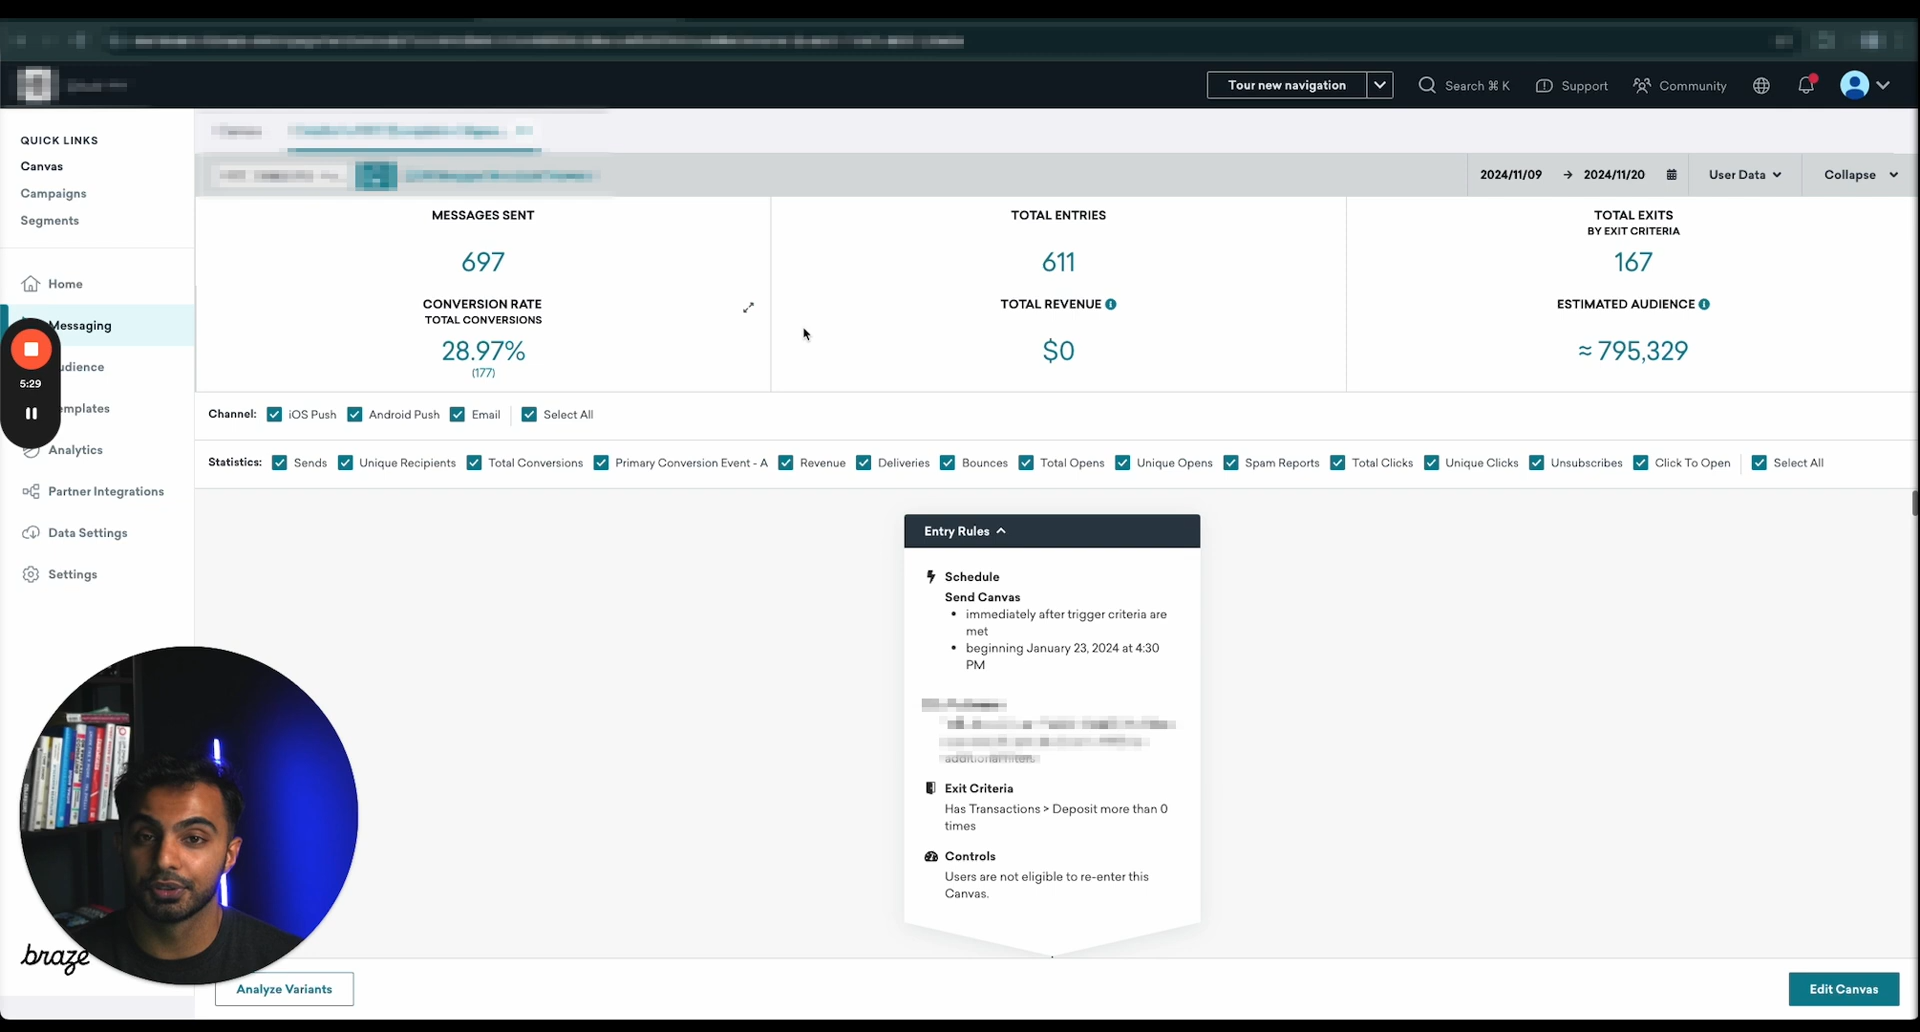 Tour new navigation
Search ⌘ K
Support
Community
QUICK LINKS
Canvas
Campaigns
Segments
Home
Messaging
udience
emplates
Analytics
Partner Integrations
Data Settings
Settings
5:29
braze
2024/11/09 → 2024/11/20
User Data
Collapse
MESSAGES SENT
697
TOTAL ENTRIES
611
TOTAL EXITS
BY EXIT CRITERIA
167
CONVERSION RATE
TOTAL CONVERSIONS
28.97%
(177)
TOTAL REVENUE
$0
ESTIMATED AUDIENCE
≈ 795,329
Channel: iOS Push Android Push Email Select All
Statistics: Sends Unique Recipients Total Conversions Primary Conversion Event - A Revenue Deliveries Bounces Total Opens Unique Opens Spam Reports Total Clicks Unique Clicks Unsubscribes Click To Open Select All
Entry Rules
Schedule
Send Canvas
• immediately after trigger criteria are
met
• beginning January 23, 2024 at 4:30
PM
Exit Criteria
Has Transactions > Deposit more than 0
times
Controls
Users are not eligible to re-enter this
Canvas.
Analyze Variants
Edit Canvas